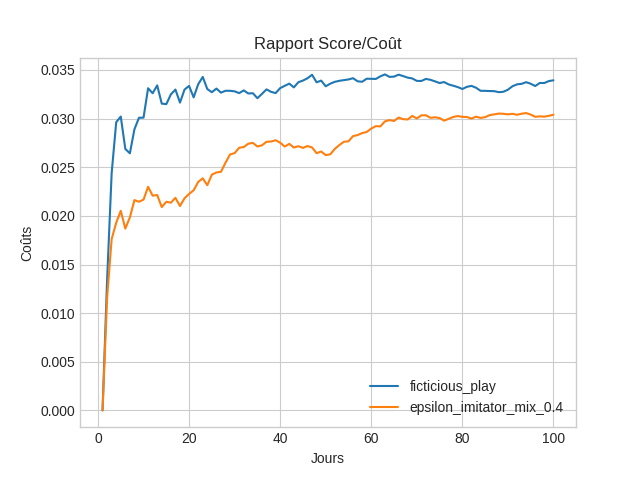 Rapport Score/Coût
0.035
0.030
0.025
0.020
0.015
0.010
0.005
0.000
Coûts
0 20 40 60 80 100
Jours
ficticious_play
epsilon_imitator_mix_0.4